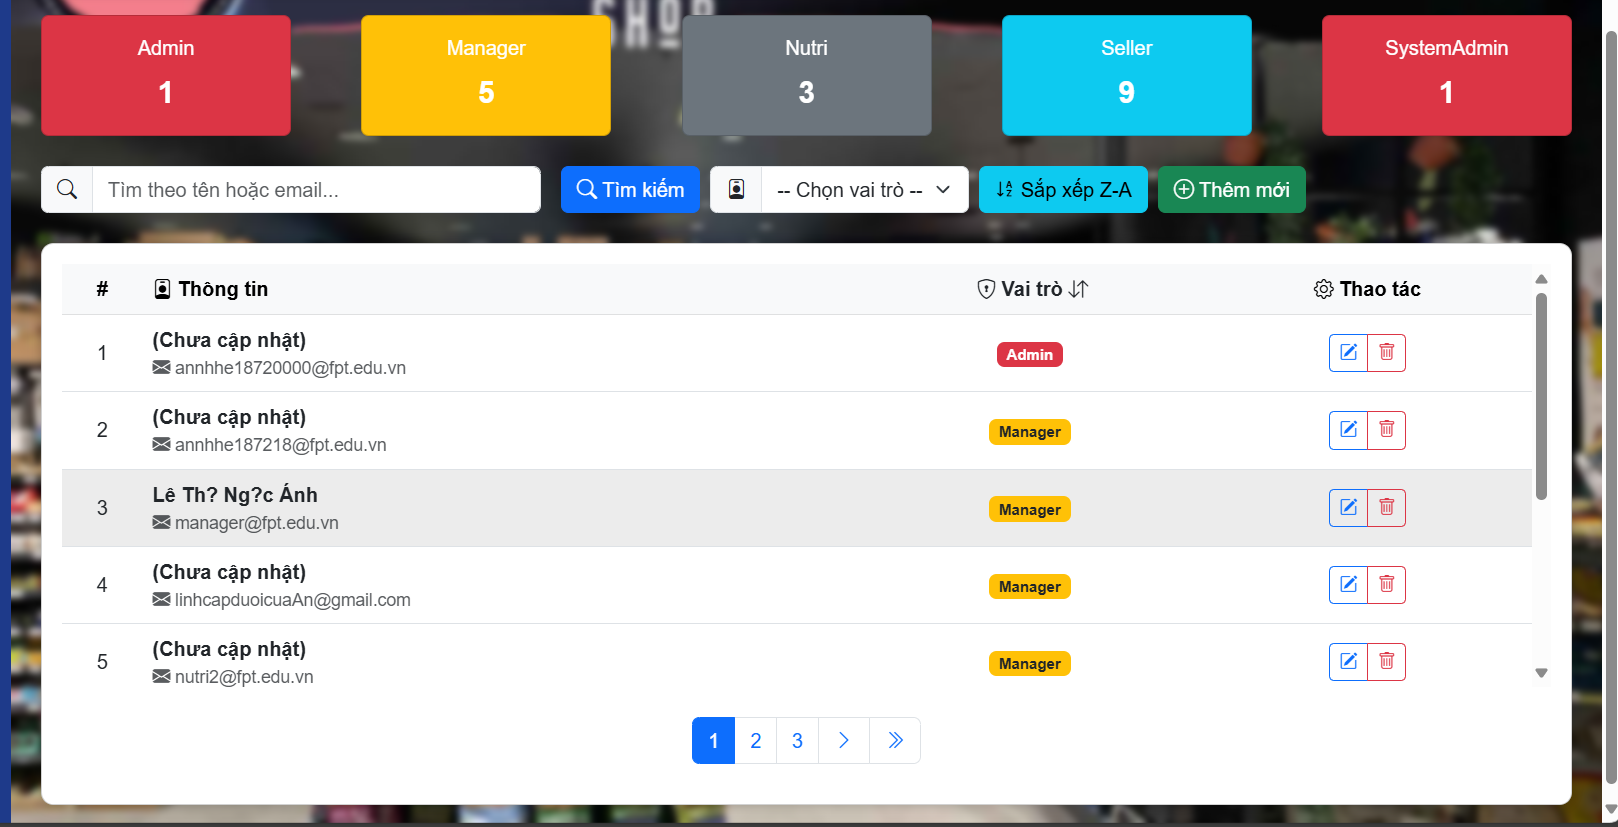 SHOP
Admin Manager Nutri Seller SystemAdmin
1 5 3 9 1
Tìm theo tên hoặc email... Tìm kiếm -- Chọn vai trò -- Sắp xếp Z-A Thêm mới
# Thông tin Vai trò Thao tác
1 (Chưa cập nhật) Admin
annhhe18720000@fpt.edu.vn
2 (Chưa cập nhật) Manager
annhhe187218@fpt.edu.vn
3 Lê Th? Ng?c Ánh Manager
manager@fpt.edu.vn
4 (Chưa cập nhật) Manager
linhcapduoicuaAn@gmail.com
5 (Chưa cập nhật) Manager
nutri2@fpt.edu.vn
1 2 3